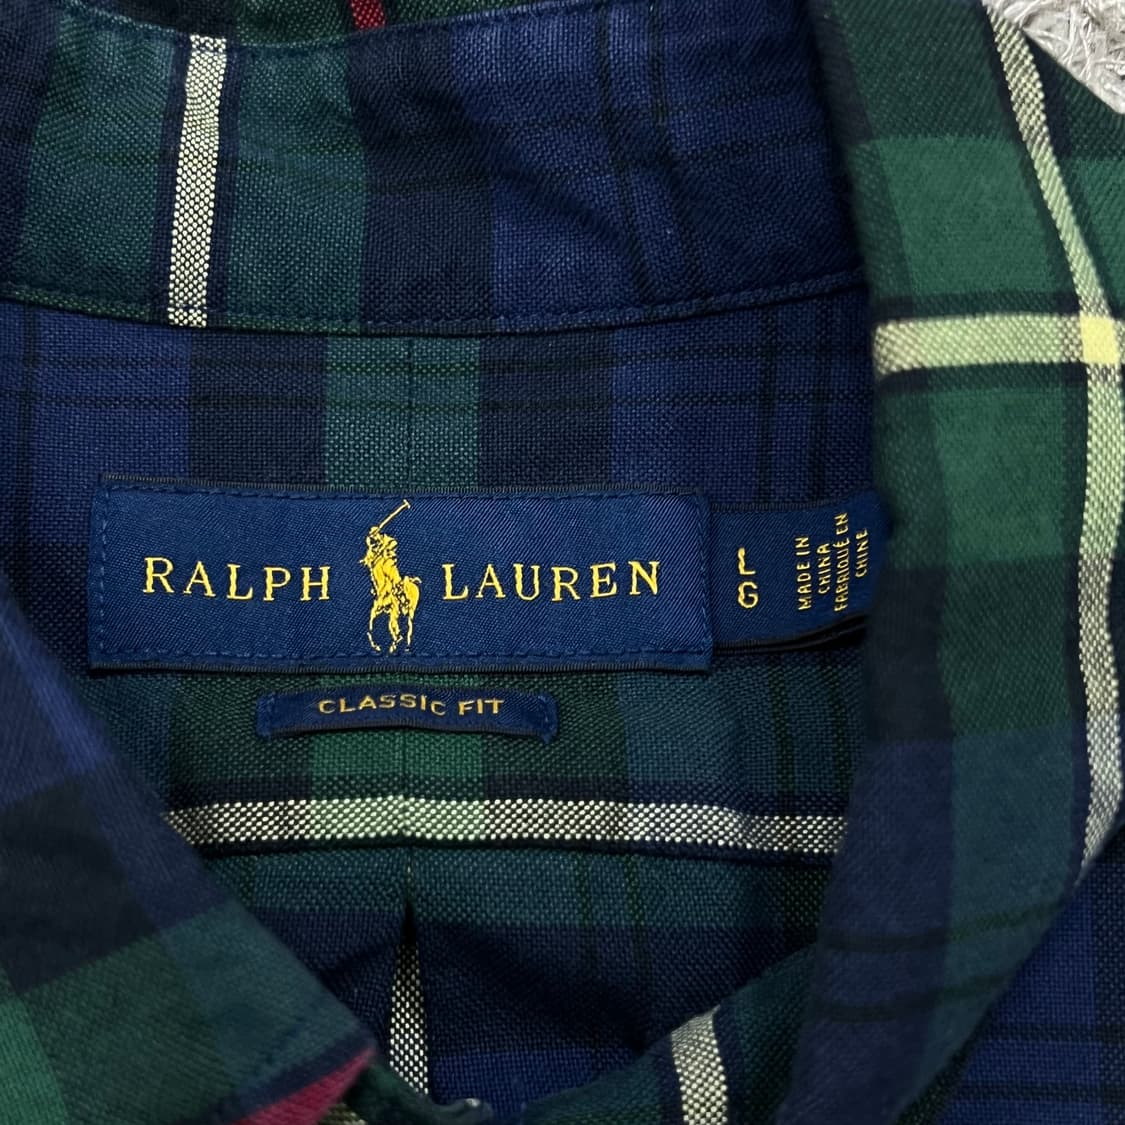 RALPH LAUREN
L
G
MADE IN
CHINA
FABRIQUÉ EN
CHINE
CLASSIC FIT